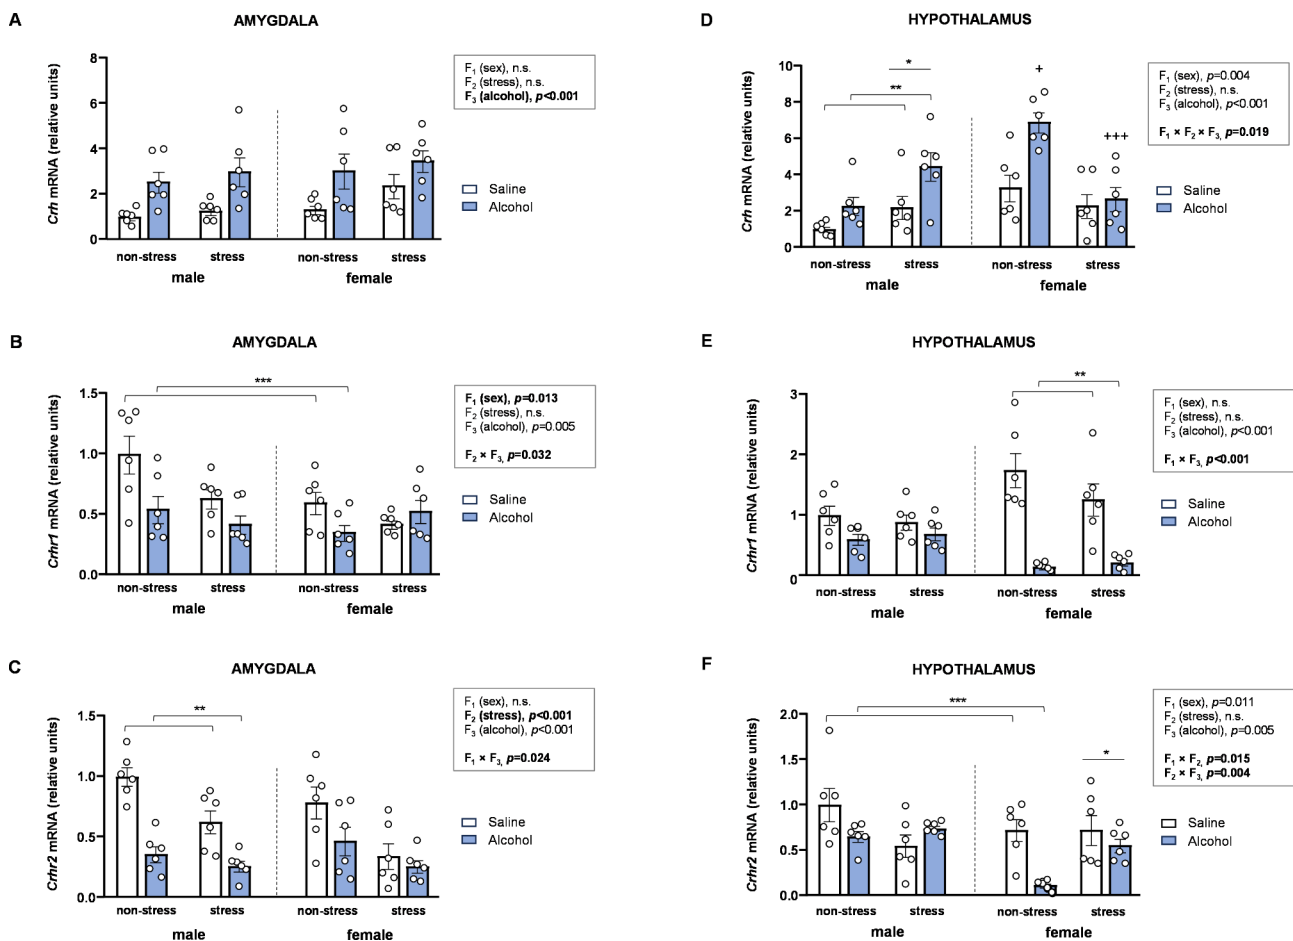 A
AMYGDALA
Crh mRNA (relative units)
8
6
4
2
0
non-stress
stress
non-stress
stress
male
female
F1 (sex), n.s.
F2 (stress), n.s.
F3 (alcohol), p<0.001
Saline
Alcohol
B
AMYGDALA
Crhr1 mRNA (relative units)
1.5
1.0
0.5
0.0
***
non-stress
stress
non-stress
stress
male
female
F1 (sex), p=0.013
F2 (stress), n.s.
F3 (alcohol), p=0.005
F2 × F3, p=0.032
Saline
Alcohol
C
AMYGDALA
Crhr2 mRNA (relative units)
1.5
1.0
0.5
0.0
**
non-stress
stress
non-stress
stress
male
female
F1 (sex), n.s.
F2 (stress), p<0.001
F3 (alcohol), p<0.001
F1 × F3, p=0.024
Saline
Alcohol
D
HYPOTHALAMUS
Crh mRNA (relative units)
10
8
6
4
2
0
*
**
+
+++
non-stress
stress
non-stress
stress
male
female
F1 (sex), p=0.004
F2 (stress), n.s.
F3 (alcohol), p<0.001
F1 × F2 × F3, p=0.019
Saline
Alcohol
E
HYPOTHALAMUS
Crhr1 mRNA (relative units)
3
2
1
0
**
non-stress
stress
non-stress
stress
male
female
F1 (sex), n.s.
F2 (stress), n.s.
F3 (alcohol), p<0.001
F1 × F3, p<0.001
Saline
Alcohol
F
HYPOTHALAMUS
Crhr2 mRNA (relative units)
2.0
1.5
1.0
0.5
0.0
***
*
non-stress
stress
non-stress
stress
male
female
F1 (sex), p=0.011
F2 (stress), n.s.
F3 (alcohol), p=0.005
F1 × F2, p=0.015
F2 × F3, p=0.004
Saline
Alcohol